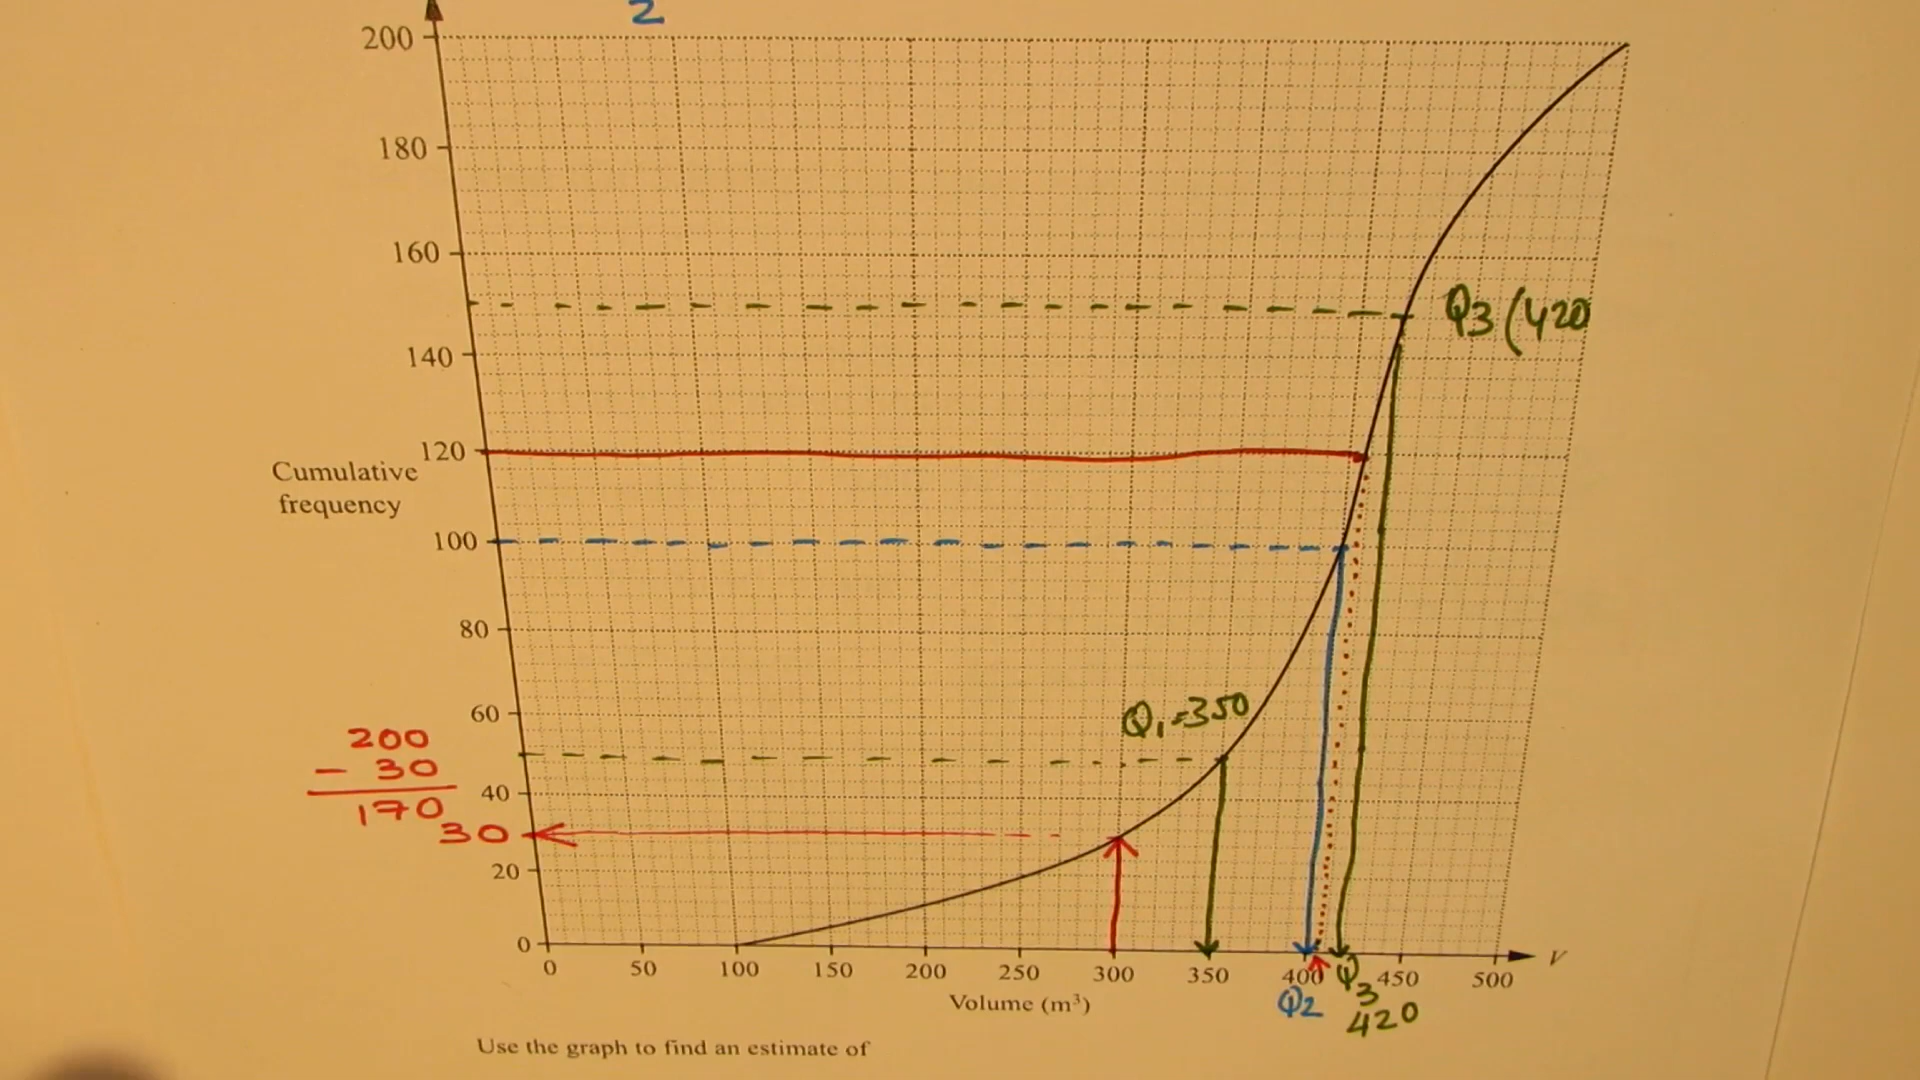 2
200
180
160
Q3 (420
140
120
Cumulative
frequency
100
80
Q1=350
60
200
- 30
170
40
30
20
0
0 50 100 150 200 250 300 350 400 450 500
V
Volume (m³)
Q2
Q3
420
Use the graph to find an estimate of